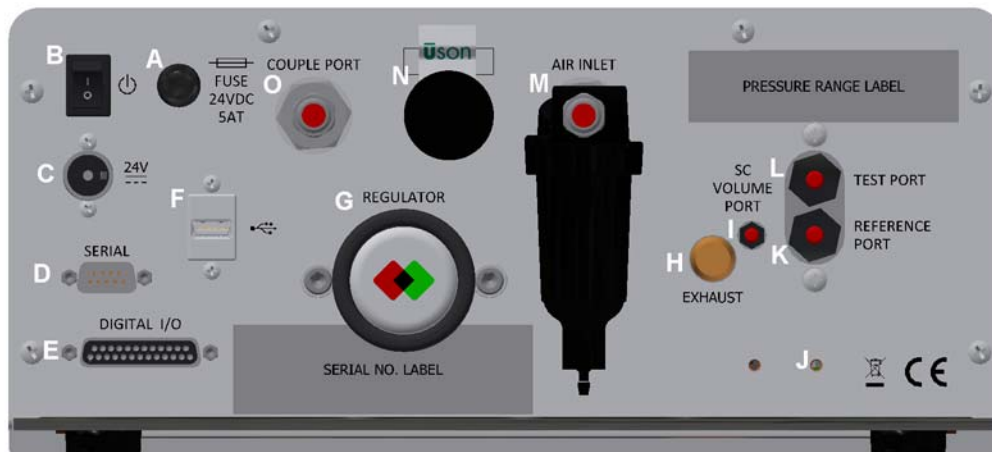 B
A
FUSE
24VDC
5AT
COUPLE PORT
O
ūson
N
AIR INLET
M
PRESSURE RANGE LABEL
C
24V
F
G
REGULATOR
SC
VOLUME
PORT
L
TEST PORT
I
REFERENCE
PORT
K
H
EXHAUST
SERIAL
D
DIGITAL I/O
E
SERIAL NO. LABEL
J
CE